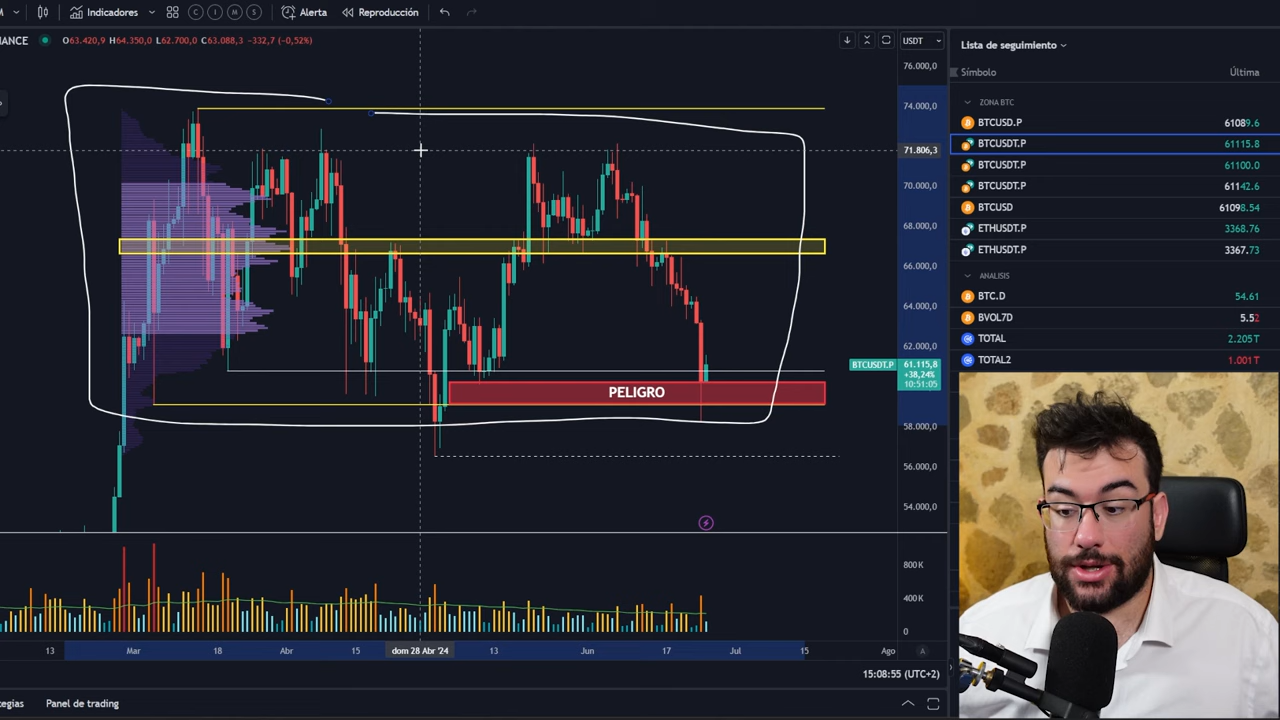 Indicadores C I M S Alerta Reproducción
NANCE O63.420,9 H64.350,0 L62.700,0 C63.088,3 -332,7 (-0,52%) USDT
76.000,0
74.000,0
71.806,3
70.000,0
68.000,0
66.000,0
64.000,0
62.000,0
BTCUSDT.P 61.115,8
+38,24%
10:51:05
PELIGRO
58.000,0
56.000,0
54.000,0
800K
400K
0
13 Mar 18 Abr 15 dom 28 Abr '24 13 Jun 17 Jul 15 Ago A
15:08:55 (UTC+2)
Panel de trading
Lista de seguimiento
Símbolo Última
ZONA BTC
BTCUSD.P 61089.6
BTCUSDT.P 61115.8
BTCUSDT.P 61100.0
BTCUSDT.P 61142.6
BTCUSD 61098.54
ETHUSDT.P 3368.76
ETHUSDT.P 3367.73
ANALISIS
BTC.D 54.61
BVOL7D 5.52
TOTAL 2.205T
TOTAL2 1.001T